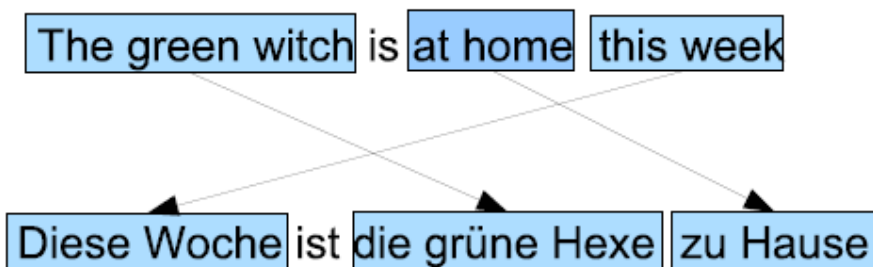 The green witch is at home this week
Diese Woche ist die grüne Hexe zu Hause